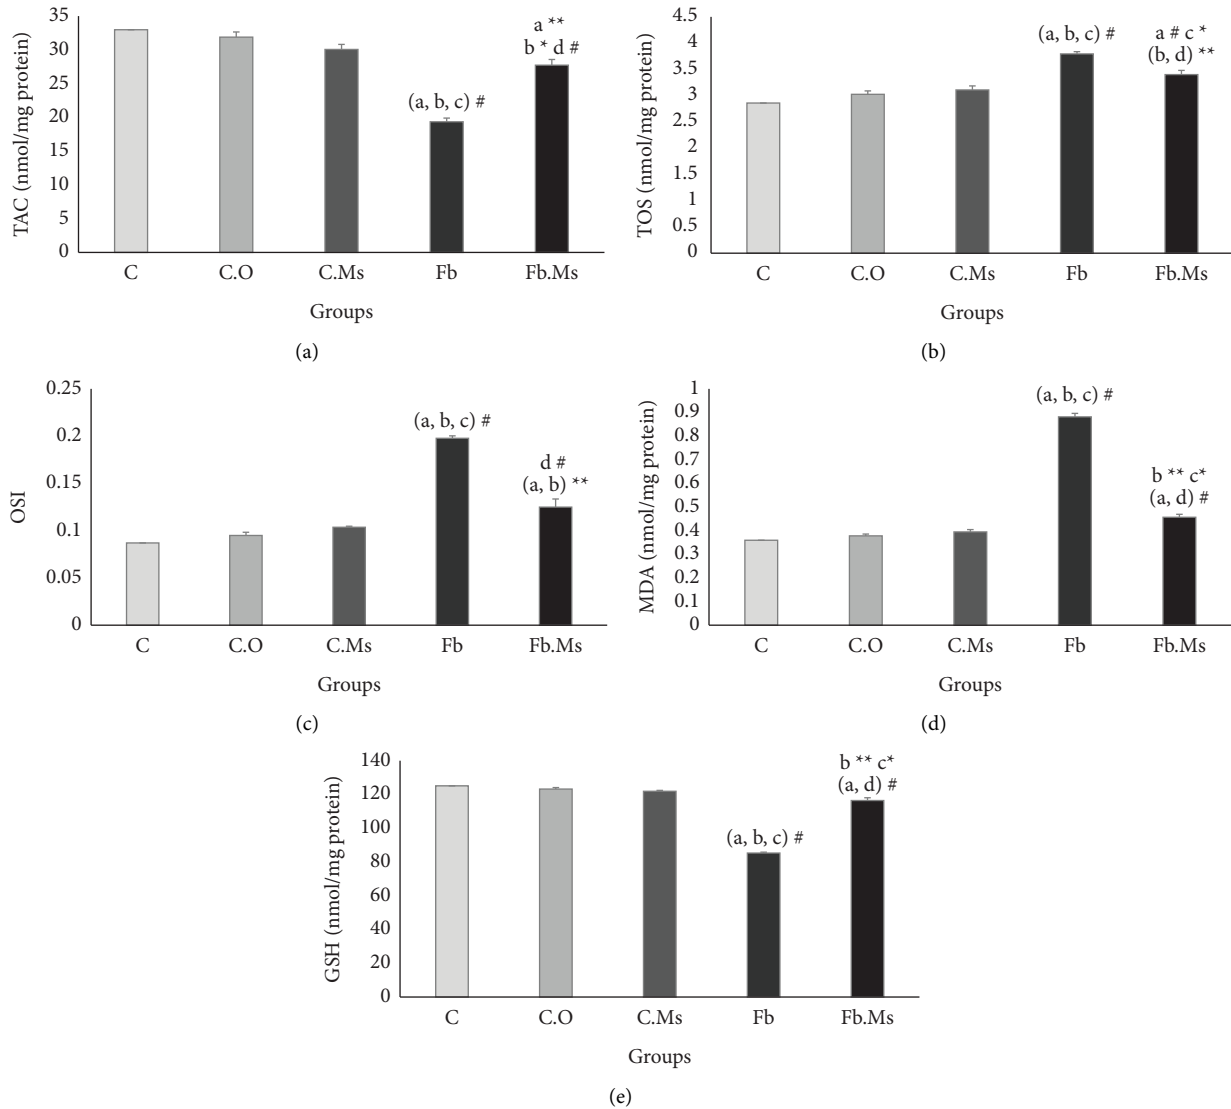 35
30
25
20
15
10
5
0
TAC (nmol/mg protein)
(a, b, c) #
a **
b * d #
C C.O C.Ms Fb Fb.Ms
Groups
(a)
4.5
4
3.5
3
2.5
2
1.5
1
0.5
0
TOS (nmol/mg protein)
(a, b, c) #
a # c *
(b, d) **
C C.O C.Ms Fb Fb.Ms
Groups
(b)
0.25
0.2
0.15
0.1
0.05
0
OSI
(a, b, c) #
d #
(a, b) **
C C.O C.Ms Fb Fb.Ms
Groups
(c)
1
0.9
0.8
0.7
0.6
0.5
0.4
0.3
0.2
0.1
0
MDA (nmol/mg protein)
(a, b, c) #
b ** c*
(a, d) #
C C.O C.Ms Fb Fb.Ms
Groups
(d)
140
120
100
80
60
40
20
0
GSH (nmol/mg protein)
(a, b, c) #
b ** c*
(a, d) #
C C.O C.Ms Fb Fb.Ms
Groups
(e)